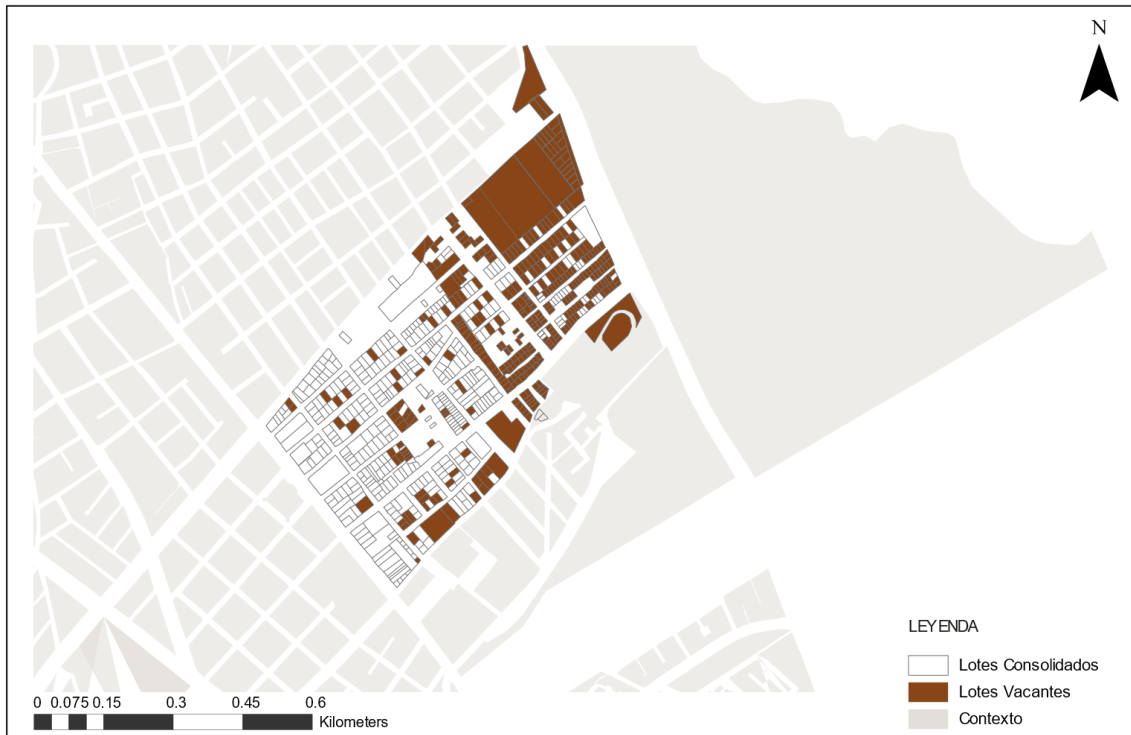 N
LEYENDA
Lotes Consolidados
Lotes Vacantes
Contexto
0 0.075 0.15 0.3 0.45 0.6
Kilometers